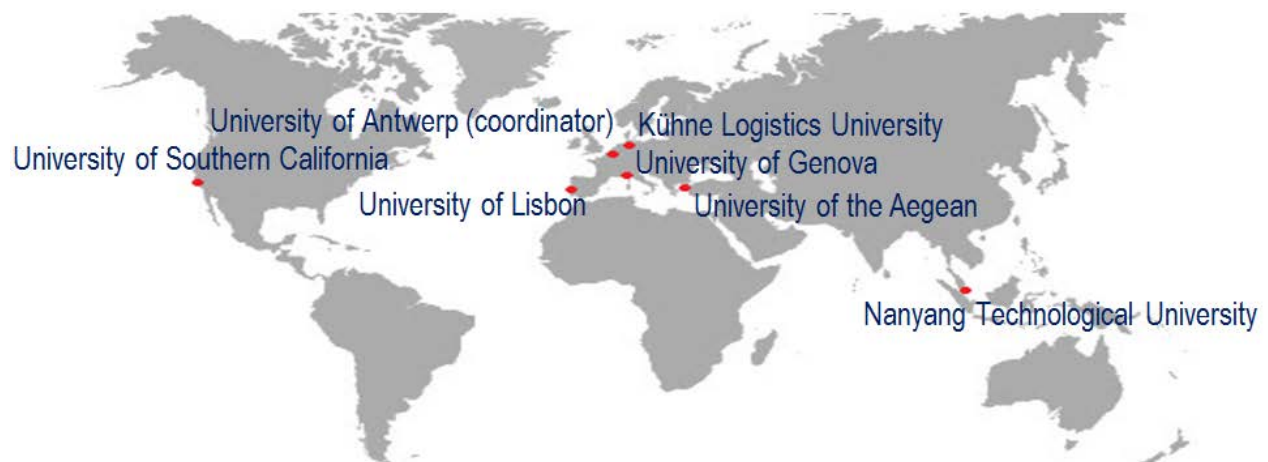 University of Antwerp (coordinator)
Kühne Logistics University
University of Southern California
University of Genova
University of Lisbon
University of the Aegean
Nanyang Technological University